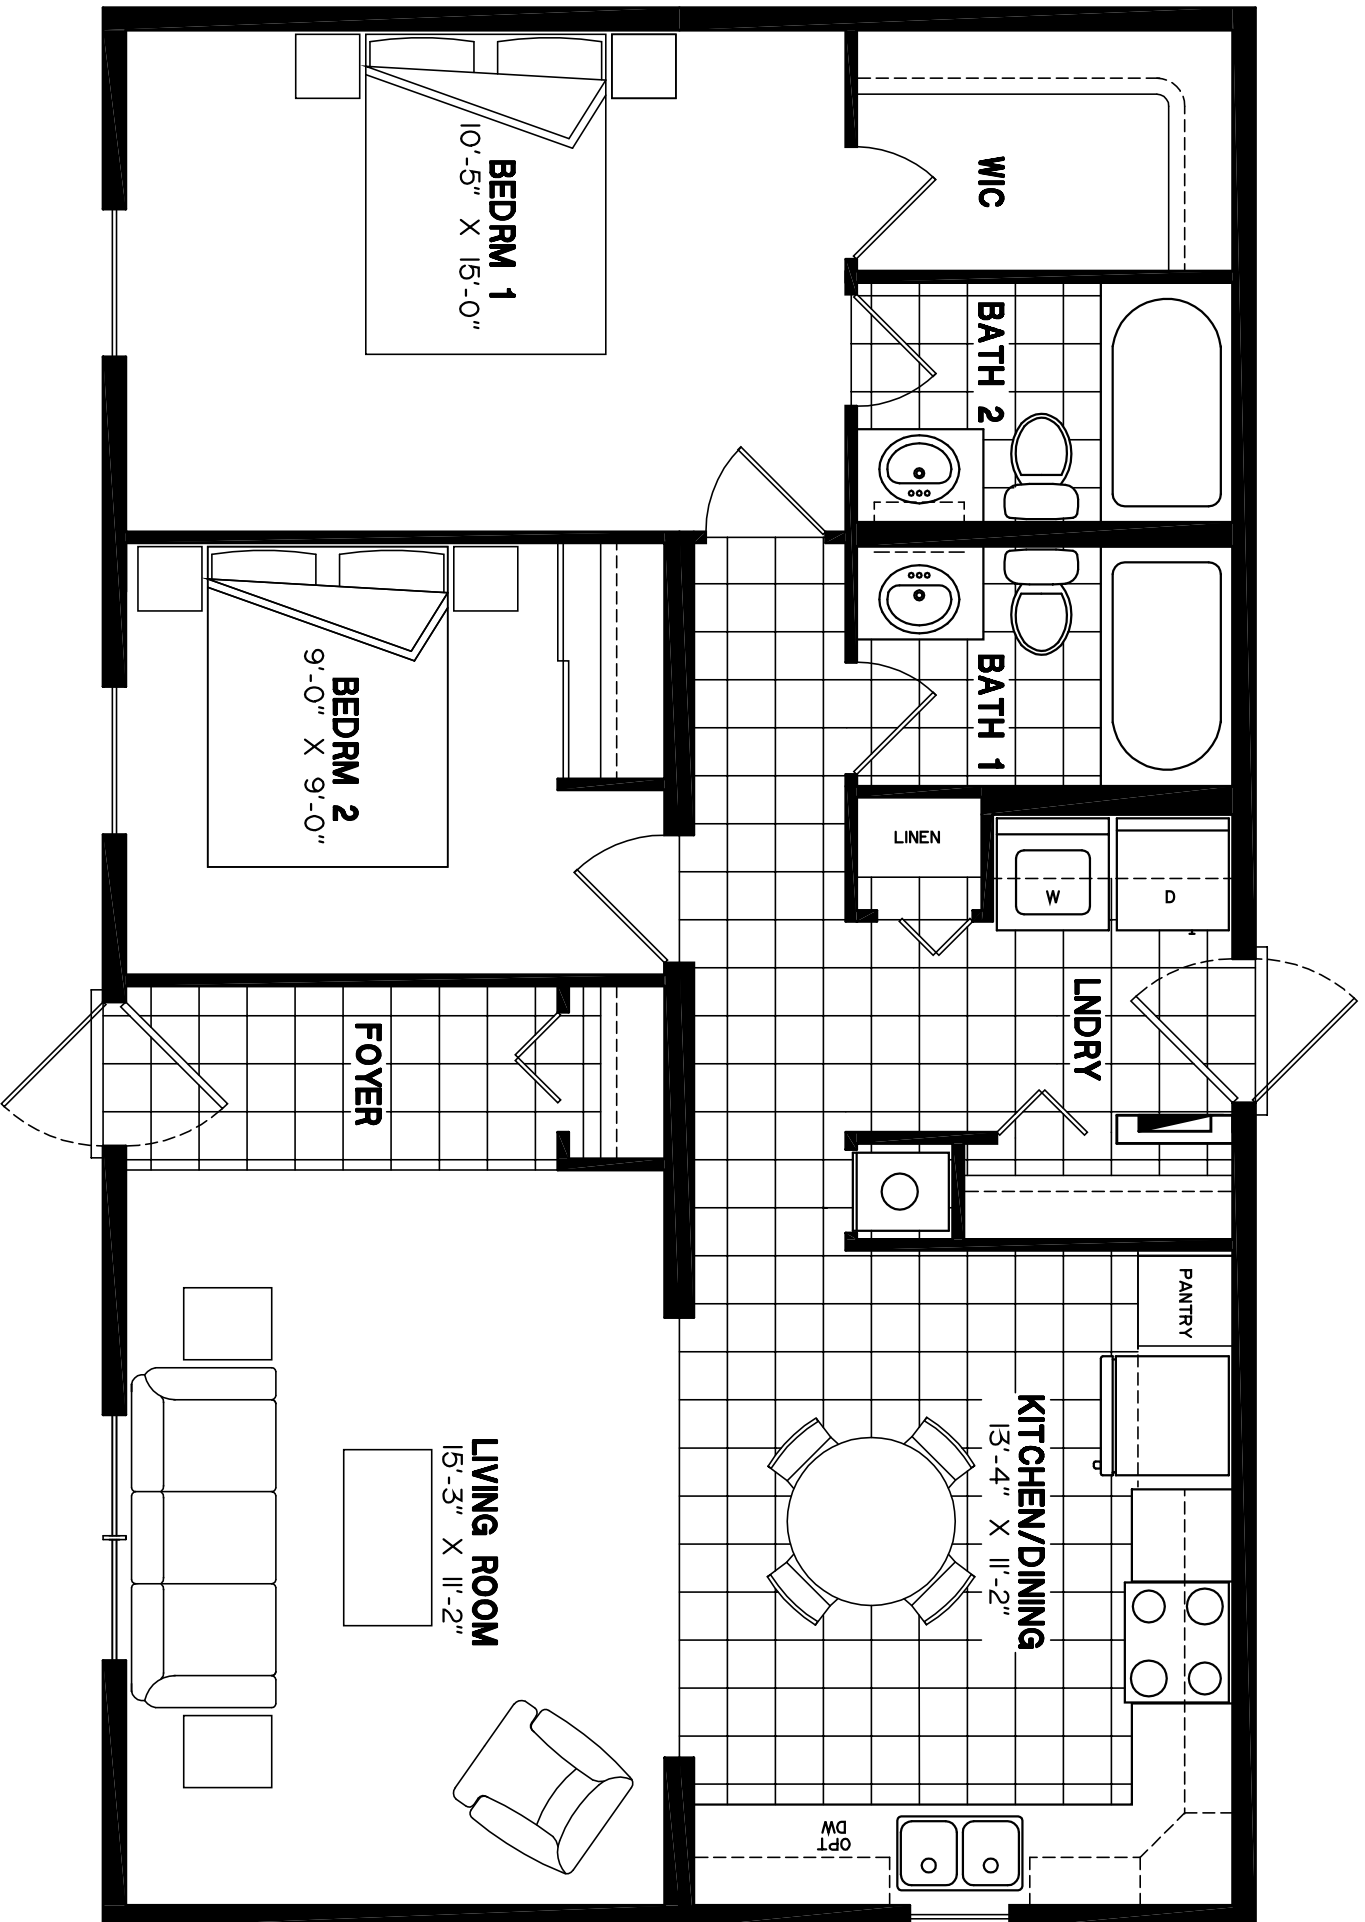 WIC
BATH 2
BATH 1
LINEN
W
D
LNDRY
PANTRY
KITCHEN/DINING
13'-4" X 11'-2"
OPT
DW
BEDRM 1
10'-5" X 15'-0"
BEDRM 2
9'-0" X 9'-0"
FOYER
LIVING ROOM
15'-3" X 11'-2"